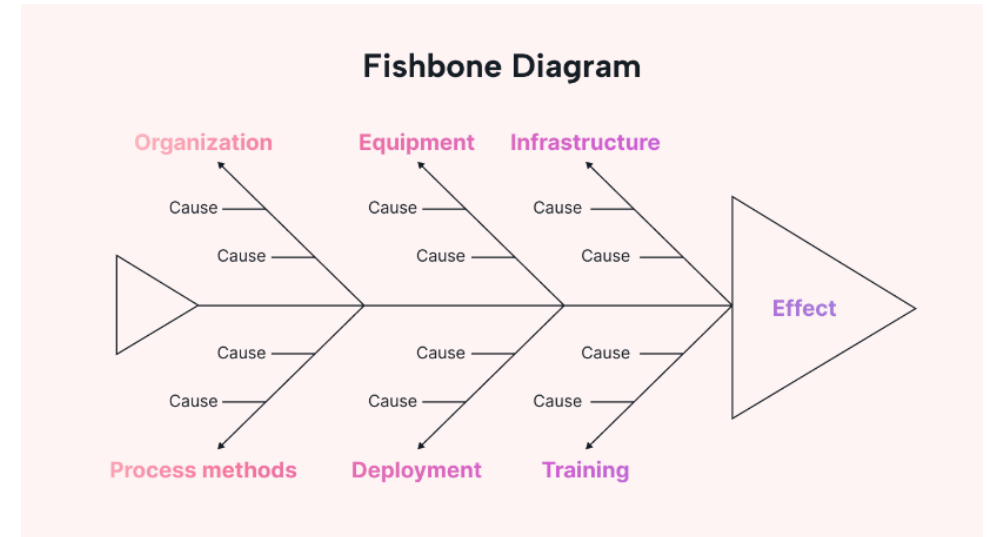 Fishbone Diagram
Organization Equipment Infrastructure
Cause Cause Cause
Cause Cause Cause
Effect
Cause Cause Cause
Cause Cause Cause
Process methods Deployment Training